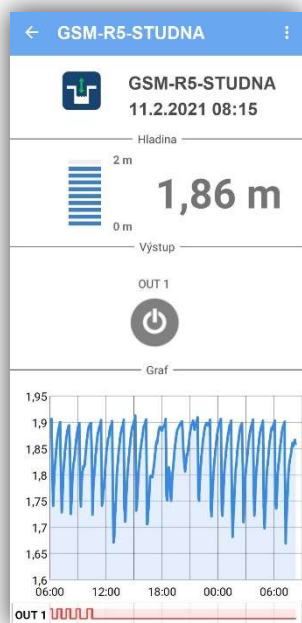 GSM-R5-STUDNA
GSM-R5-STUDNA
11.2.2021 08:15
Hladina
2 m
1,86 m
0 m
Výstup
OUT 1
Graf
1,95
1,9
1,85
1,8
1,75
1,7
1,65
1,6
06:00 12:00 18:00 00:00 06:00
OUT 1